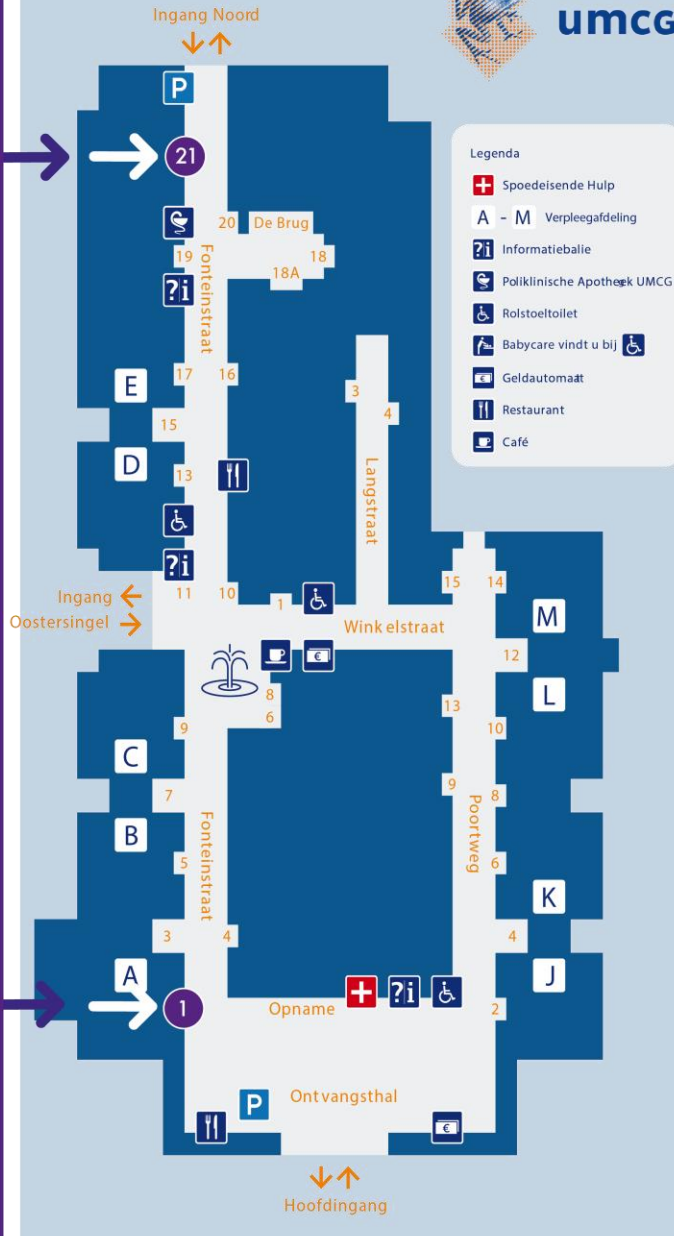 Ingang Noord
umcG
P
21
Legenda
Spoedeisende Hulp
A - M Verpleegafdeling
?i Informatiebalie
Poliklinische Apotheek UMCG
Rolstoeltoilet
Babycare vindt u bij
€ Geldautomaat
Restaurant
Café
20 De Brug
19
18
18A
Fonteinstraat
?i
17
16
E
15
3
4
D
13
Langstraat
?i
11
10
1
15
14
Ingang
Oostersingel
Winkelstraat
M
12
€
L
8
6
13
10
9
C
7
9
8
B
Fonteinstraat
Poortweg
5
6
K
3
4
4
A
J
1
Opname
?i
2
Ontvangsthal
P
€
Hoofdingang